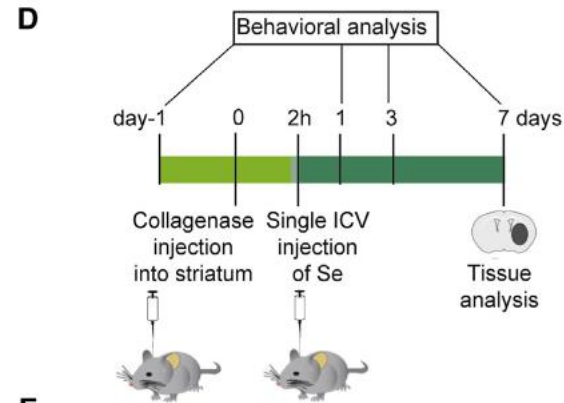 D
Behavioral analysis
day-1 0 2h 1 3 7 days
Collagenase Single ICV
injection injection
into striatum of Se
Tissue
analysis